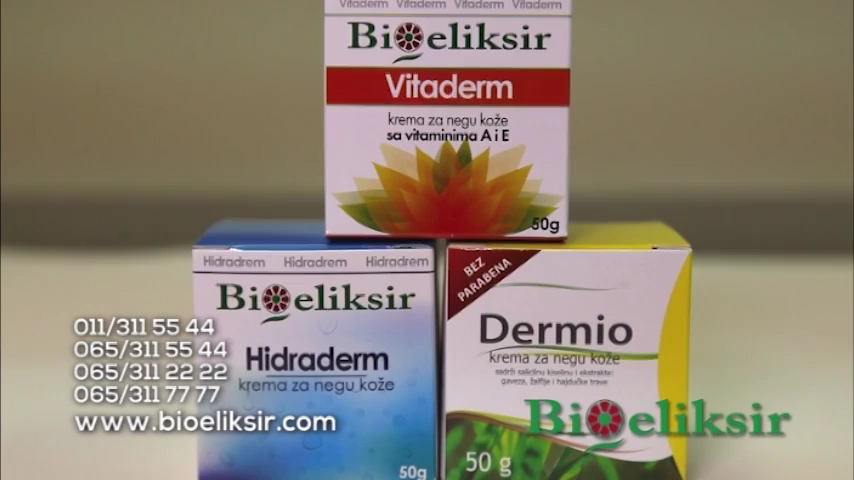 Vitaderm Vitaderm Vitaderm Vitaderm
Bioeliksir
Vitaderm
krema za negu kože
sa vitaminima A i E
50g
Hidradrem Hidradrem Hidradrem
Bioeliksir
Hidraderm
krema za negu kože
50g
BEZ
PARABENA
Dermio
krema za negu kože
sadrži salicilnu kiselinu i ekstrakte:
gaveza, žalfije i hajdučke trave
50 g
011/311 55 44
065/311 55 44
065/311 22 22
065/311 77 77
www.bioeliksir.com
Bioeliksir